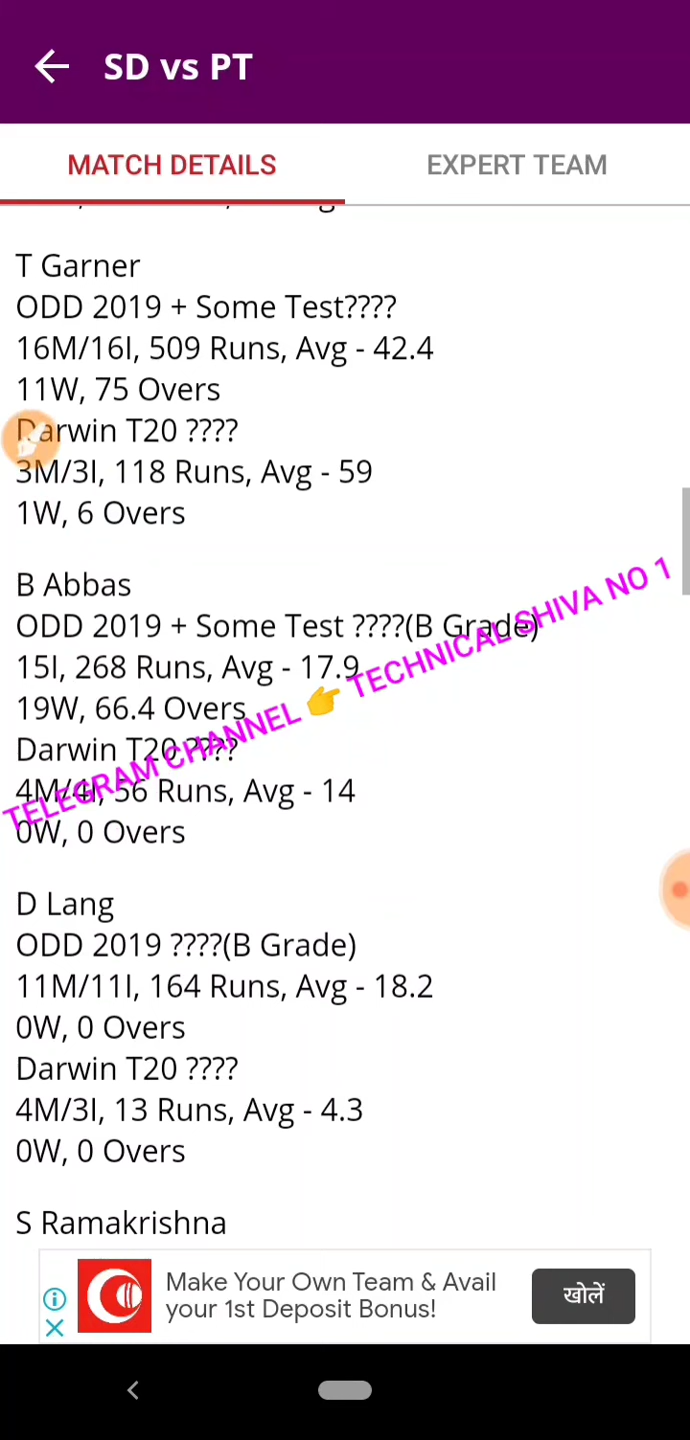 SD vs PT
MATCH DETAILS
EXPERT TEAM
T Garner
ODD 2019 + Some Test????
16M/16I, 509 Runs, Avg - 42.4
11W, 75 Overs
Darwin T20 ????
3M/3I, 118 Runs, Avg - 59
1W, 6 Overs
B Abbas
ODD 2019 + Some Test ????(B Grade)
15I, 268 Runs, Avg - 17.9
19W, 66.4 Overs
Darwin T20 ????
4M/4I, 56 Runs, Avg - 14
0W, 0 Overs
TELEGRAM CHANNEL 👉 TECHNICAL SHIVA NO 1
D Lang
ODD 2019 ????(B Grade)
11M/11I, 164 Runs, Avg - 18.2
0W, 0 Overs
Darwin T20 ????
4M/3I, 13 Runs, Avg - 4.3
0W, 0 Overs
S Ramakrishna
Make Your Own Team & Avail
your 1st Deposit Bonus!
खोलें